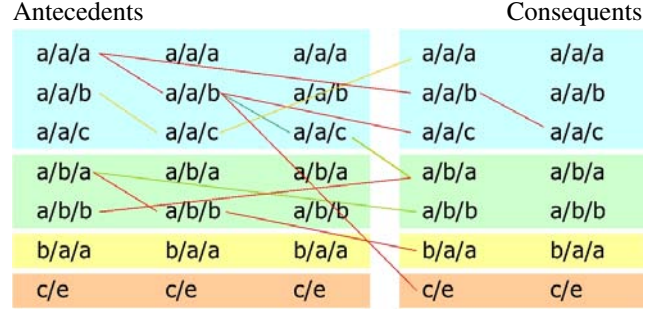 Antecedents Consequents
a/a/a a/a/a a/a/a a/a/a a/a/a
a/a/b a/a/b a/a/b a/a/b a/a/b
a/a/c a/a/c a/a/c a/a/c a/a/c
a/b/a a/b/a a/b/a a/b/a a/b/a
a/b/b a/b/b a/b/b a/b/b a/b/b
b/a/a b/a/a b/a/a b/a/a b/a/a
c/e c/e c/e c/e c/e